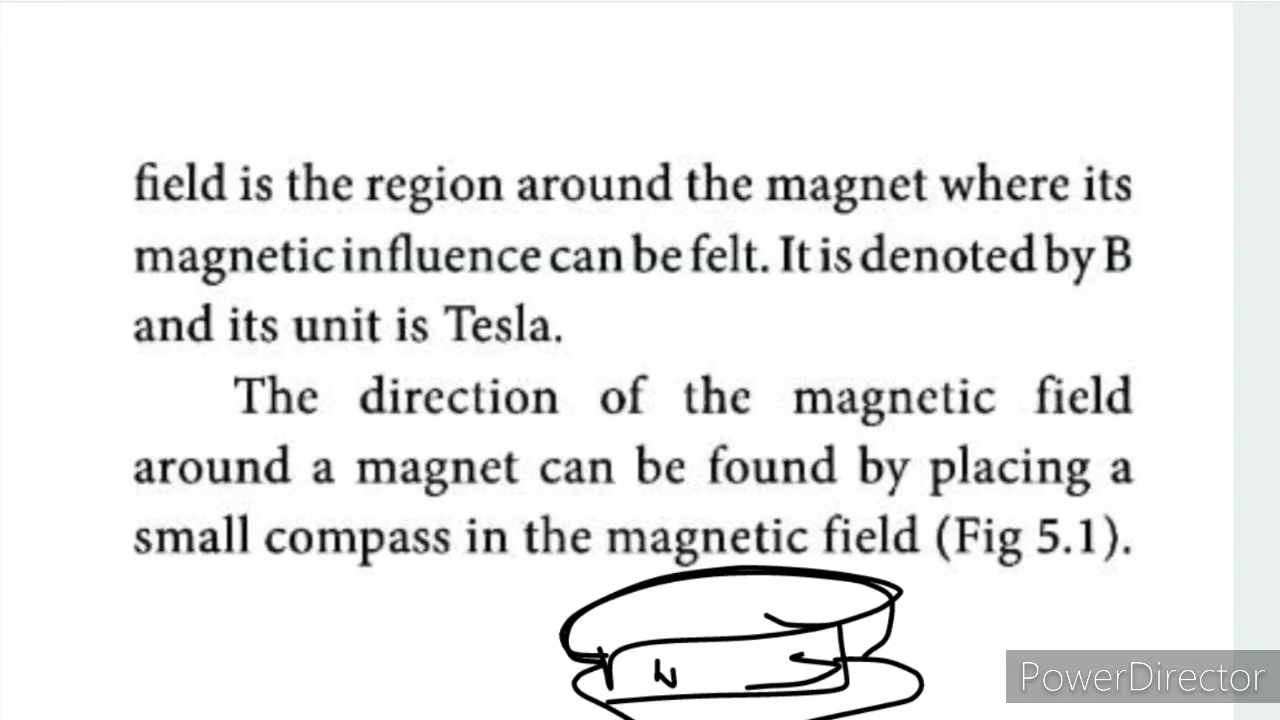 field is the region around the magnet where its
magnetic influence can be felt. It is denoted by B
and its unit is Tesla.
The direction of the magnetic field
around a magnet can be found by placing a
small compass in the magnetic field (Fig 5.1).
N S
PowerDirector